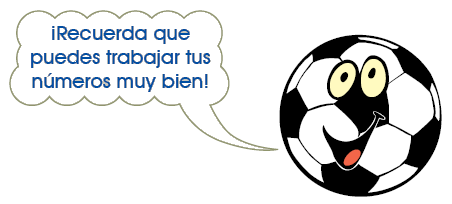 ¡Recuerda que
puedes trabajar tus
números muy bien!